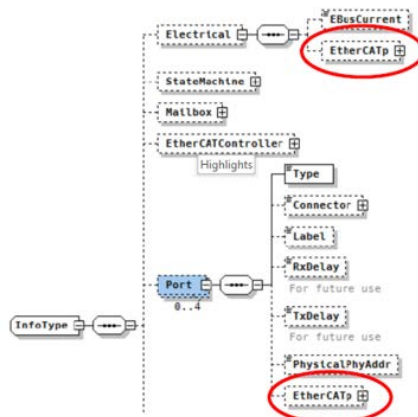 EBusCurrent
Electrical
EtherCATp
StateMachine
Mailbox
EtherCATController
Highlights
Type
Connector
Label
RxDelay
For future use
Port
0..4
TxDelay
For future use
InfoType
PhysicalPhyAddr
EtherCATp